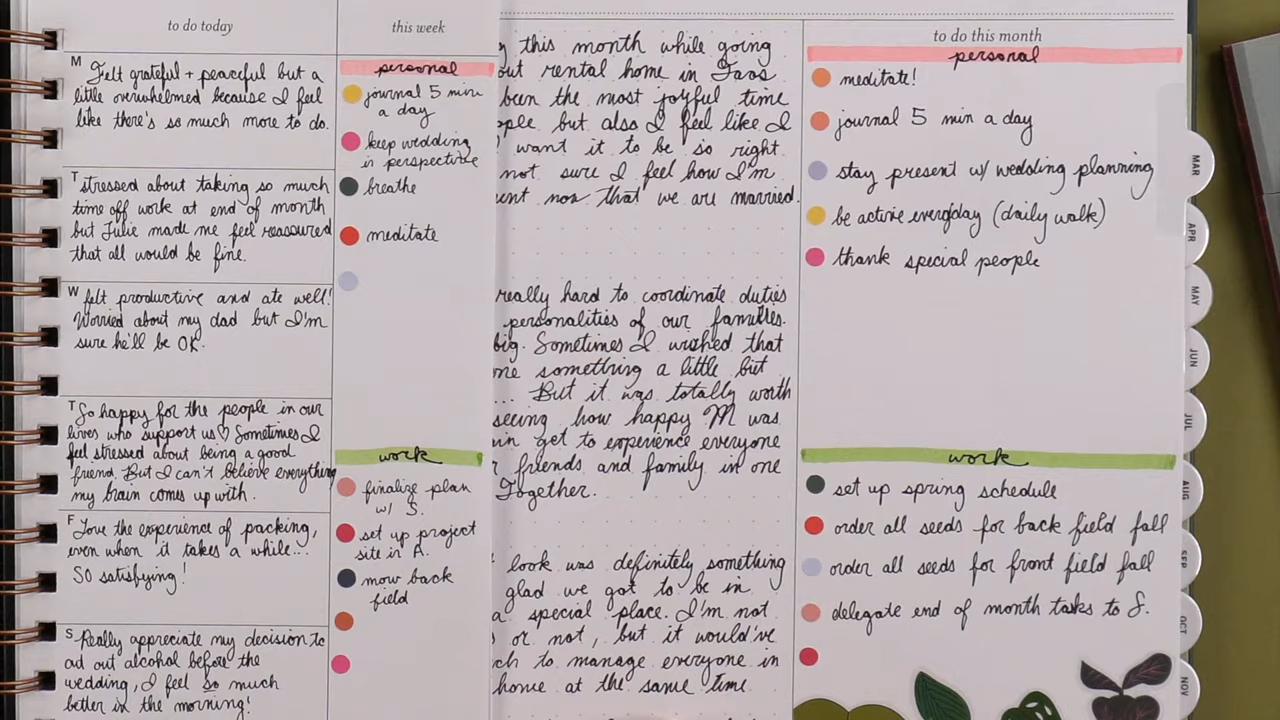 to do today
M Felt grateful + peaceful but a
little overwhelmed because I feel
like there's so much more to do.
T stressed about taking so much
time off work at end of month
but Julie made me feel reassured
that all would be fine.
W felt productive and ate well!
Worried about my dad but I'm
sure he'll be OK.
T So happy for the people in our
lives who support us♡ Sometimes I
feel stressed about being a good
friend. But I can't believe everything
my brain comes up with.
F Love the experience of packing,
even when it takes a while...
SO satisfying!
S Really appreciate my decision to
cut out alcohol before the
wedding, I feel so much
better in the morning!
this week
personal
journal 5 min
a day
keep wedding
in perspective
breathe
meditate
work
finalize plan
w/ S.
set up project
site in A.
mow back
field
this month while going
out rental home in Taos
been the most joyful time
ople but also I feel like I
want it to be so right
not sure I feel how I'm
ent now that we are married.
really hard to coordinate duties
personalities of our families.
big. Sometimes I wished that
ne something a little bit
... But it was totally worth
seeing how happy M was
in get to experience everyone
friends and family in one
Together.
look was definitely something
glad we got to be in
a special place. I'm not
or not, but it would've
ch to manage everyone in
home at the same time.
to do this month
personal
meditate!
journal 5 min a day
stay present w/ wedding planning
be active everyday (daily walk)
thank special people
work
set up spring schedule
order all seeds for back field fall
order all seeds for front field fall
delegate end of month tasks to S.
MAR
APR
MAY
JUN
JUL
AUG
SEP
OCT
NOV